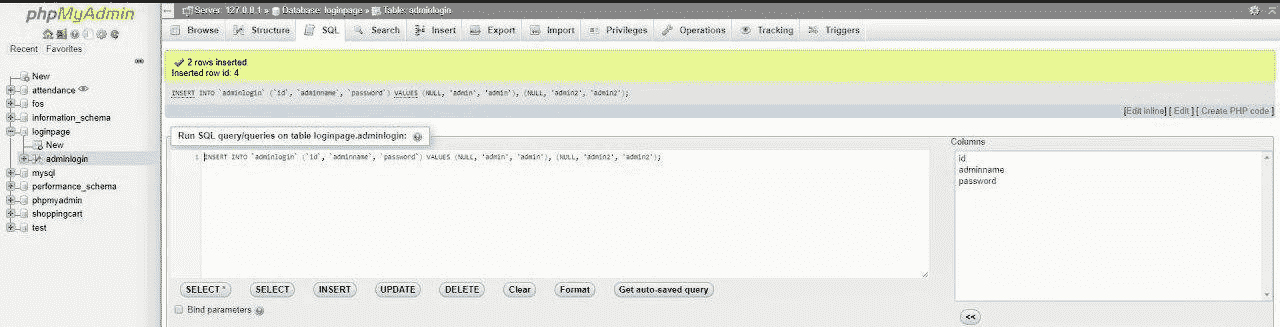 phpMyAdmin
Recent Favorites
New
attendance
fos
information_schema
loginpage
New
adminlogin
mysql
performance_schema
phpmyadmin
shoppingcart
test
Server: 127.0.0.1 » Database: loginpage » Table: adminlogin
Browse Structure SQL Search Insert Export Import Privileges Operations Tracking Triggers
2 rows inserted.
Inserted row id: 4
INSERT INTO `adminlogin` (`id`, `adminname`, `password`) VALUES (NULL, 'admin', 'admin'), (NULL, 'admin2', 'admin2');
[Edit inline] [ Edit ] [ Create PHP code ]
Run SQL query/queries on table loginpage.adminlogin:
1 INSERT INTO `adminlogin` (`id`, `adminname`, `password`) VALUES (NULL, 'admin', 'admin'), (NULL, 'admin2', 'admin2');
Columns
id
adminname
password
SELECT * SELECT INSERT UPDATE DELETE Clear Format Get auto-saved query
Bind parameters
<<